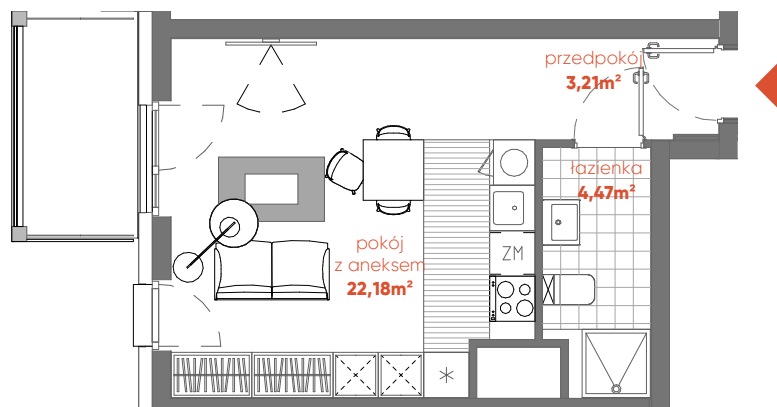 przedpokój
3,21m²
łazienka
4,47m²
pokój
z aneksem
22,18m²
ZM